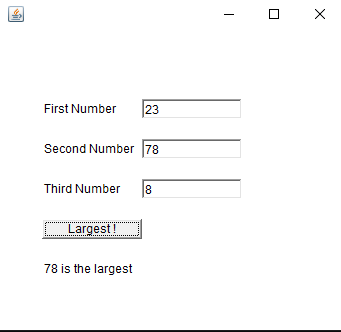 First Number 23
Second Number 78
Third Number 8
Largest !
78 is the largest